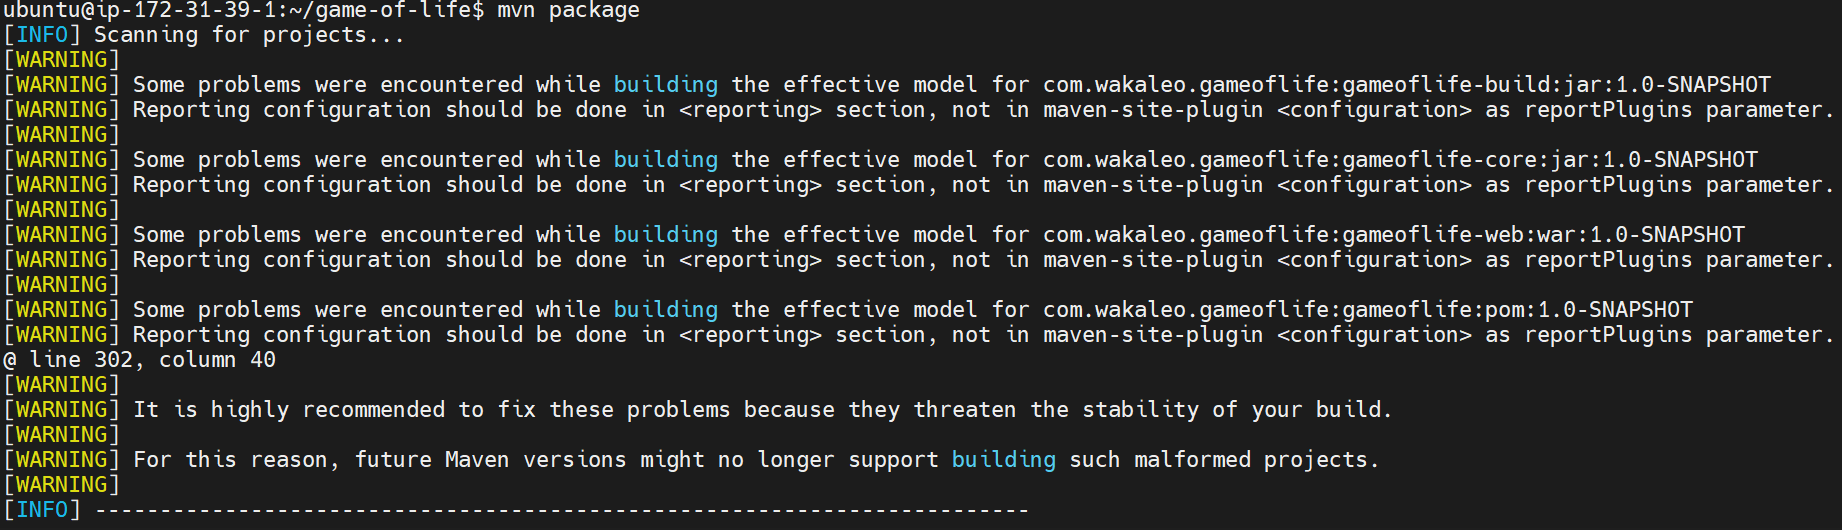 ubuntu@ip-172-31-39-1:~/game-of-life$ mvn package
[INFO] Scanning for projects...
[WARNING]
[WARNING] Some problems were encountered while building the effective model for com.wakaleo.gameoflife:gameoflife-build:jar:1.0-SNAPSHOT
[WARNING] Reporting configuration should be done in <reporting> section, not in maven-site-plugin <configuration> as reportPlugins parameter.
[WARNING]
[WARNING] Some problems were encountered while building the effective model for com.wakaleo.gameoflife:gameoflife-core:jar:1.0-SNAPSHOT
[WARNING] Reporting configuration should be done in <reporting> section, not in maven-site-plugin <configuration> as reportPlugins parameter.
[WARNING]
[WARNING] Some problems were encountered while building the effective model for com.wakaleo.gameoflife:gameoflife-web:war:1.0-SNAPSHOT
[WARNING] Reporting configuration should be done in <reporting> section, not in maven-site-plugin <configuration> as reportPlugins parameter.
[WARNING]
[WARNING] Some problems were encountered while building the effective model for com.wakaleo.gameoflife:gameoflife:pom:1.0-SNAPSHOT
[WARNING] Reporting configuration should be done in <reporting> section, not in maven-site-plugin <configuration> as reportPlugins parameter.
@ line 302, column 40
[WARNING]
[WARNING] It is highly recommended to fix these problems because they threaten the stability of your build.
[WARNING]
[WARNING] For this reason, future Maven versions might no longer support building such malformed projects.
[WARNING]
[INFO] ------------------------------------------------------------------------